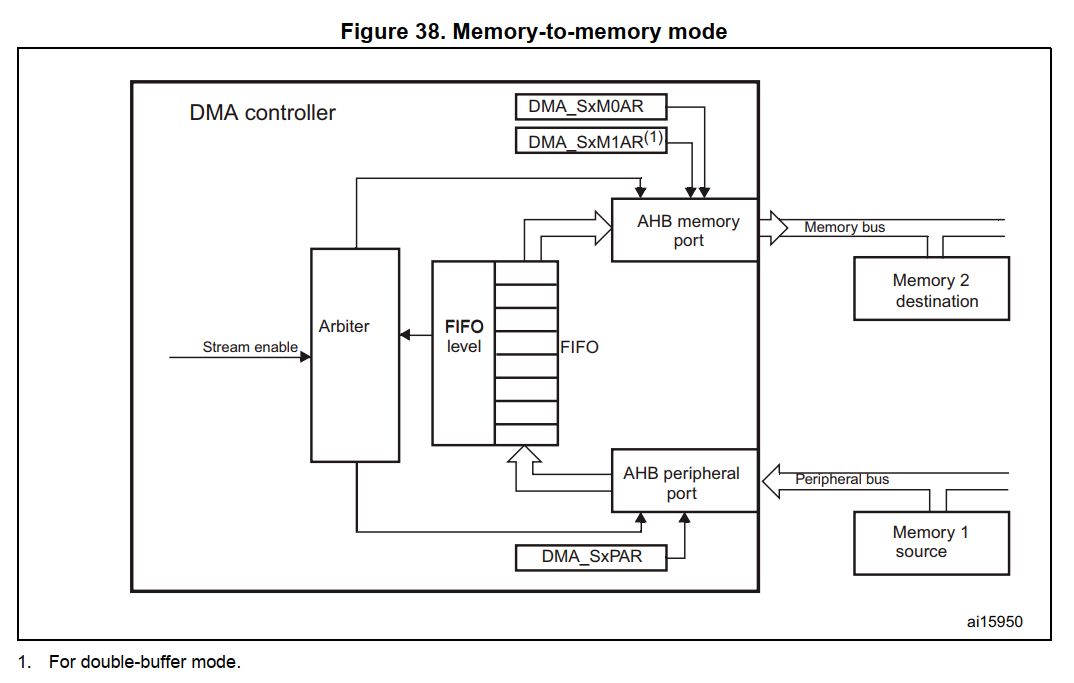 Figure 38. Memory-to-memory mode
DMA controller
DMA_SxM0AR
DMA_SxM1AR(1)
AHB memory
port
Memory bus
Memory 2
destination
Arbiter
FIFO
level
FIFO
Stream enable
AHB peripheral
port
Peripheral bus
Memory 1
source
DMA_SxPAR
ai15950
1. For double-buffer mode.